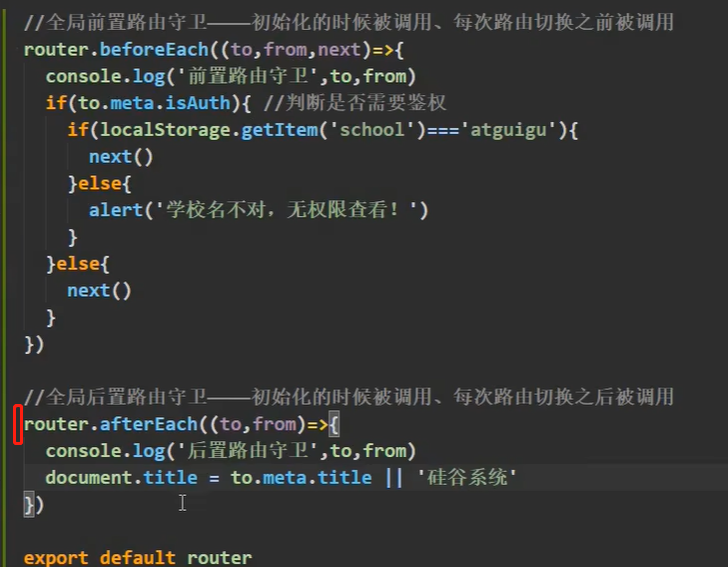 //全局前置路由守卫————初始化的时候被调用、每次路由切换之前被调用
router.beforeEach((to,from,next)=>{
  console.log('前置路由守卫',to,from)
  if(to.meta.isAuth){ //判断是否需要鉴权
    if(localStorage.getItem('school')==='atguigu'){
      next()
    }else{
      alert('学校名不对，无权限查看！')
    }
  }else{
    next()
  }
})
//全局后置路由守卫————初始化的时候被调用、每次路由切换之后被调用
router.afterEach((to,from)=>{
  console.log('后置路由守卫',to,from)
  document.title = to.meta.title || '硅谷系统'
})
export default router